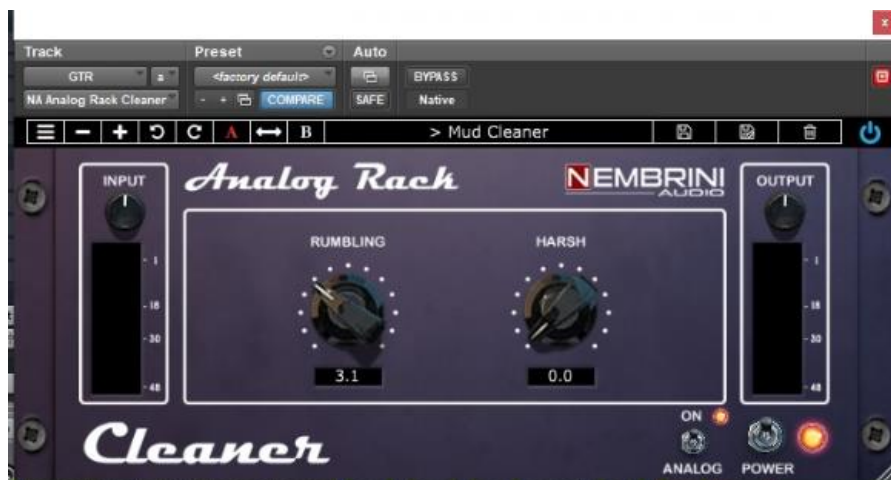 x
Track Preset Auto
GTR a <factory default> BYPASS
NA Analog Rack Cleaner - + COMPARE SAFE Native
A B > Mud Cleaner
INPUT Analog Rack NEMBRINI AUDIO OUTPUT
RUMBLING HARSH
- 1 - 1
- 18 - 18
- 30 - 30
- 48 - 48
3.1 0.0
ON
Cleaner
ANALOG POWER